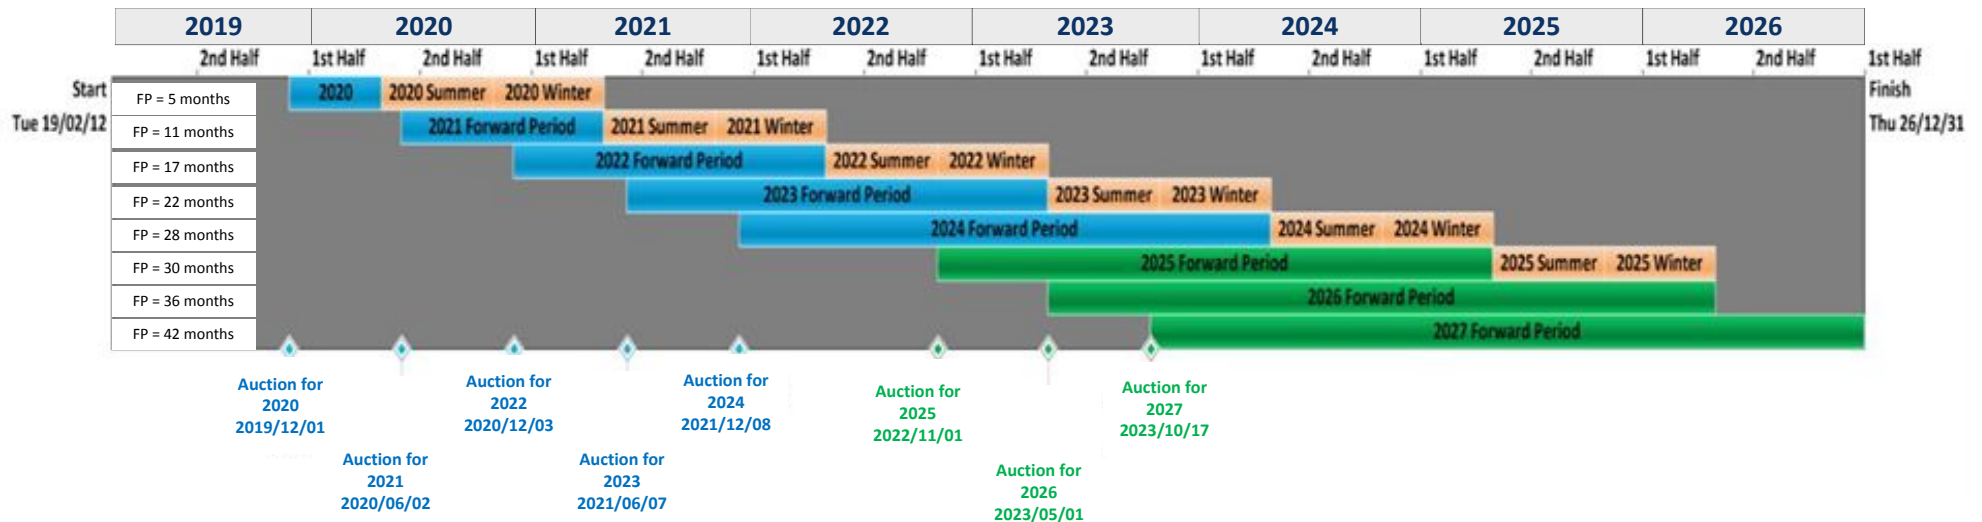 2019 2020 2021 2022 2023 2024 2025 2026
2nd Half 1st Half 2nd Half 1st Half 2nd Half 1st Half 2nd Half 1st Half 2nd Half 1st Half 2nd Half 1st Half 2nd Half 1st Half 2nd Half 1st Half
Start
Tue 19/02/12
Finish
Thu 26/12/31
FP = 5 months 2020 2020 Summer 2020 Winter
FP = 11 months 2021 Forward Period 2021 Summer 2021 Winter
FP = 17 months 2022 Forward Period 2022 Summer 2022 Winter
FP = 22 months 2023 Forward Period 2023 Summer 2023 Winter
FP = 28 months 2024 Forward Period 2024 Summer 2024 Winter
FP = 30 months 2025 Forward Period 2025 Summer 2025 Winter
FP = 36 months 2026 Forward Period
FP = 42 months 2027 Forward Period
Auction for
2020
2019/12/01
Auction for
2021
2020/06/02
Auction for
2022
2020/12/03
Auction for
2023
2021/06/07
Auction for
2024
2021/12/08
Auction for
2025
2022/11/01
Auction for
2026
2023/05/01
Auction for
2027
2023/10/17